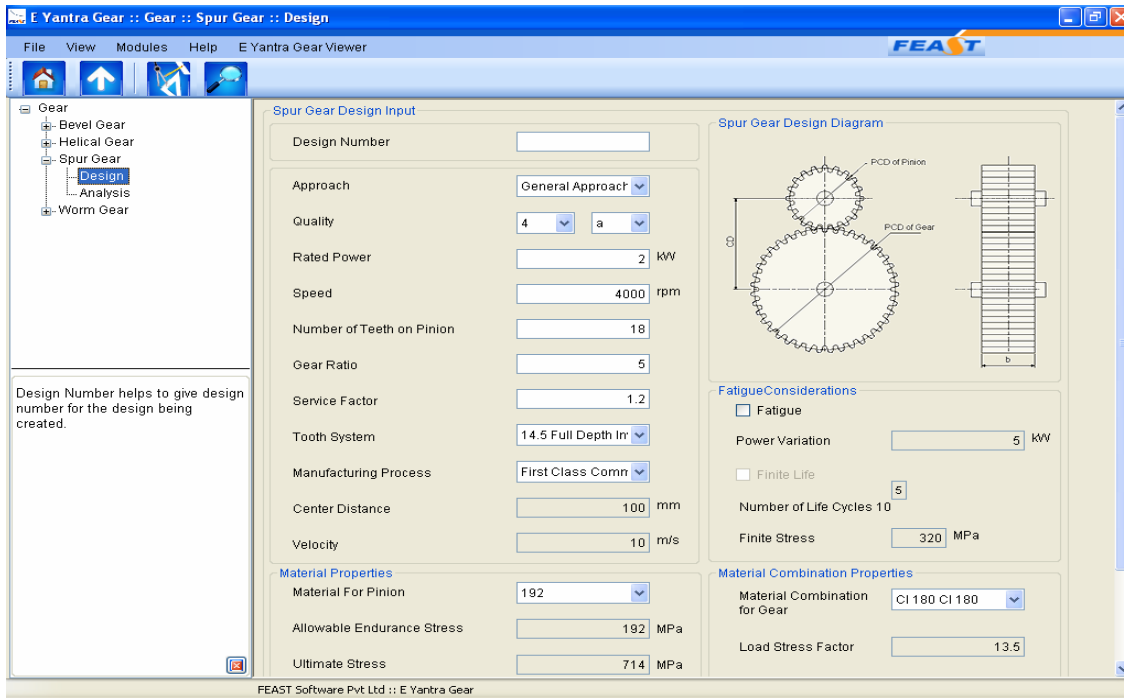 E Yantra Gear :: Gear :: Spur Gear :: Design
File View Modules Help E Yantra Gear Viewer
FEAST
Gear
Bevel Gear
Helical Gear
Spur Gear
Design
Analysis
Worm Gear
Design Number helps to give design
number for the design being
created.
Spur Gear Design Input
Design Number
Approach General Approach
Quality 4 a
Rated Power 2 kW
Speed 4000 rpm
Number of Teeth on Pinion 18
Gear Ratio 5
Service Factor 1.2
Tooth System 14.5 Full Depth In
Manufacturing Process First Class Comm
Center Distance 100 mm
Velocity 10 m/s
Material Properties
Material For Pinion 192
Allowable Endurance Stress 192 MPa
Ultimate Stress 714 MPa
Spur Gear Design Diagram
PCD of Pinion
PCD of Gear
CD
b
FatigueConsiderations
Fatigue
Power Variation 5 kW
Finite Life
5
Number of Life Cycles 10
Finite Stress 320 MPa
Material Combination Properties
Material Combination
for Gear
CI 180 CI 180
Load Stress Factor 13.5
FEAST Software Pvt Ltd :: E Yantra Gear